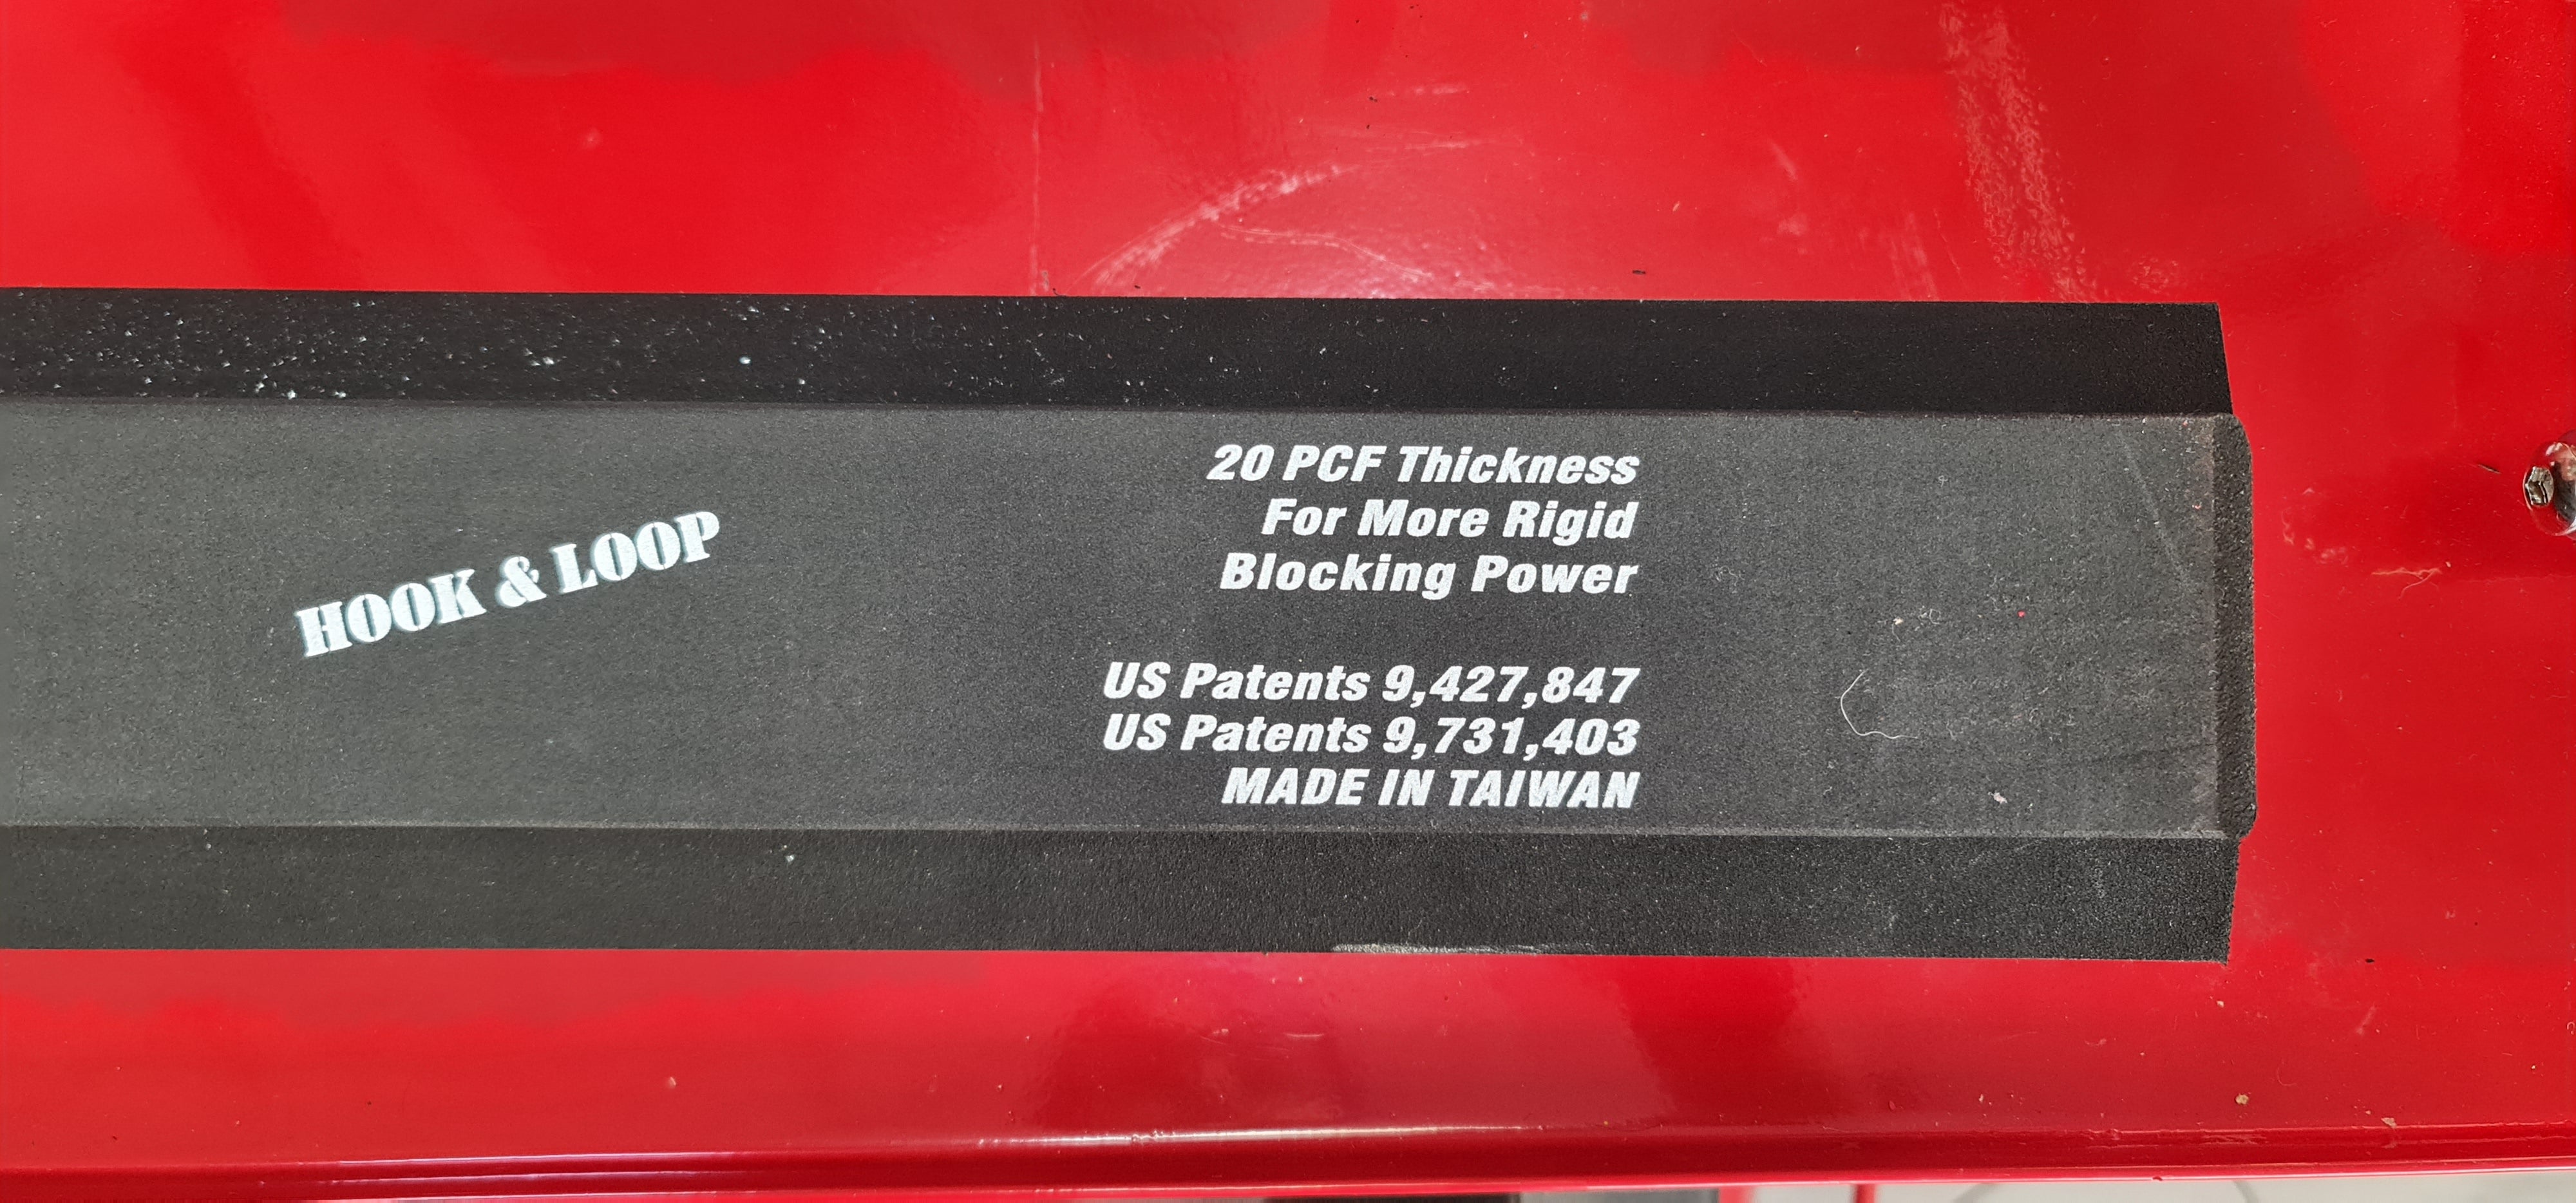 HOOK & LOOP
20 PCF Thickness
For More Rigid
Blocking Power
US Patents 9,427,847
US Patents 9,731,403
MADE IN TAIWAN